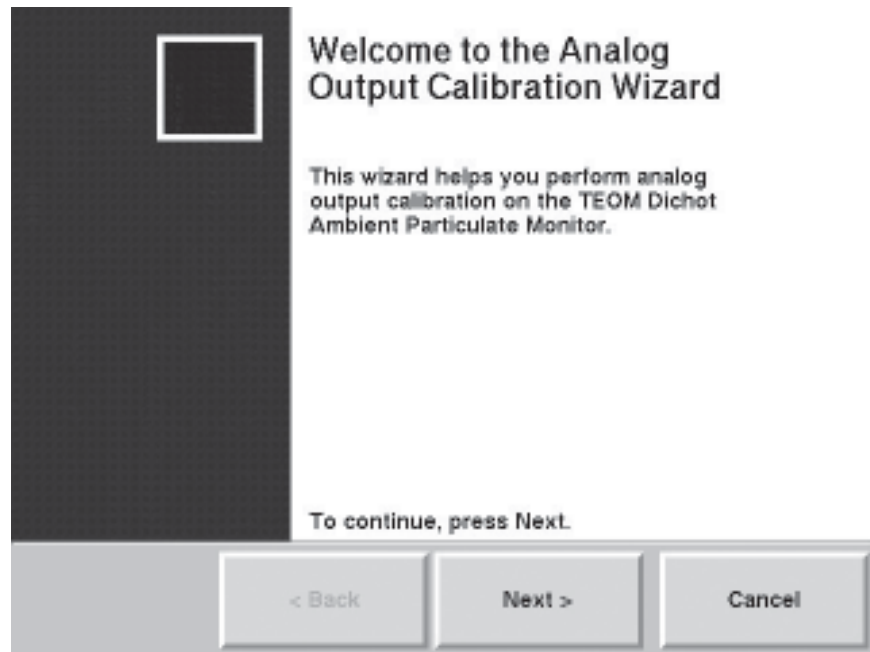 Welcome to the Analog
Output Calibration Wizard
This wizard helps you perform analog
output calibration on the TEOM Dichot
Ambient Particulate Monitor.
To continue, press Next.
< Back
Next >
Cancel